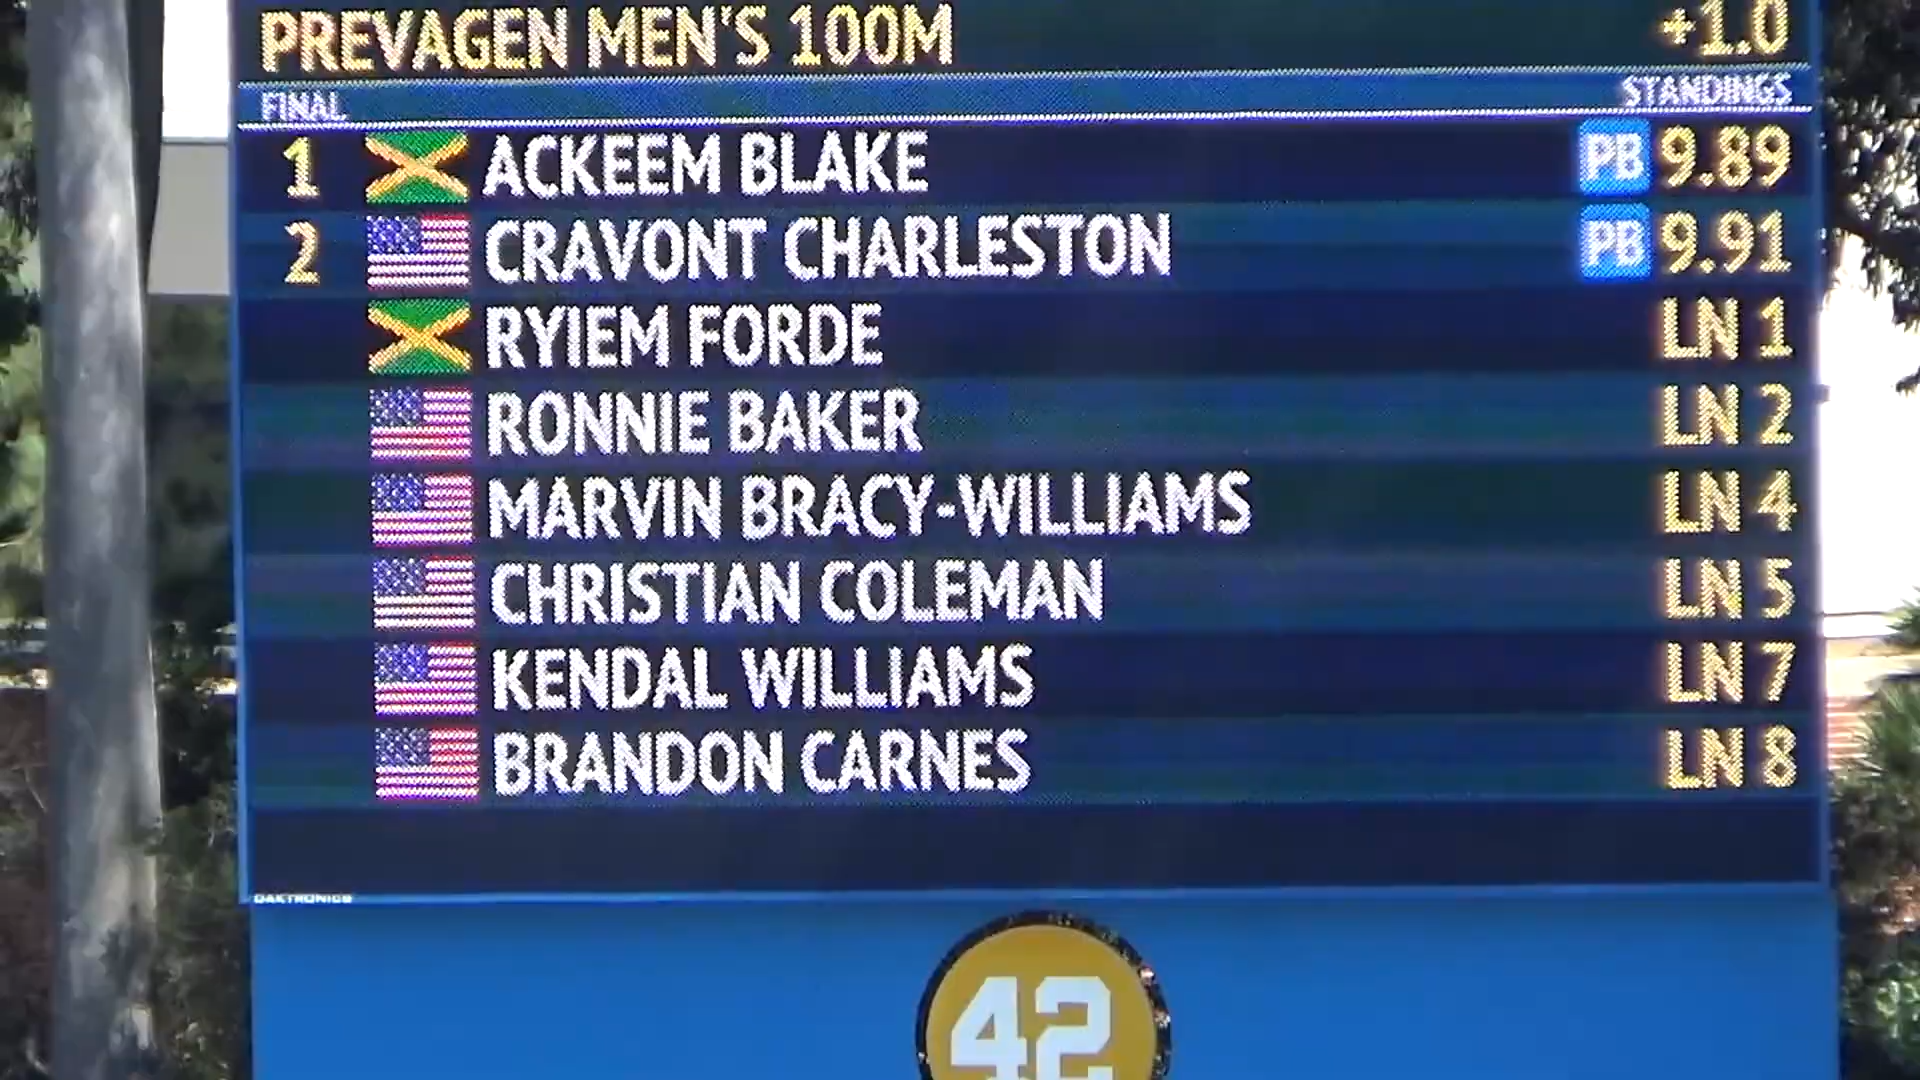 PREVAGEN MEN'S 100M +1.0
FINAL STANDINGS
1 ACKEEM BLAKE PB 9.89
2 CRAVONT CHARLESTON PB 9.91
RYIEM FORDE LN 1
RONNIE BAKER LN 2
MARVIN BRACY-WILLIAMS LN 4
CHRISTIAN COLEMAN LN 5
KENDAL WILLIAMS LN 7
BRANDON CARNES LN 8
DAKTRONICS
42